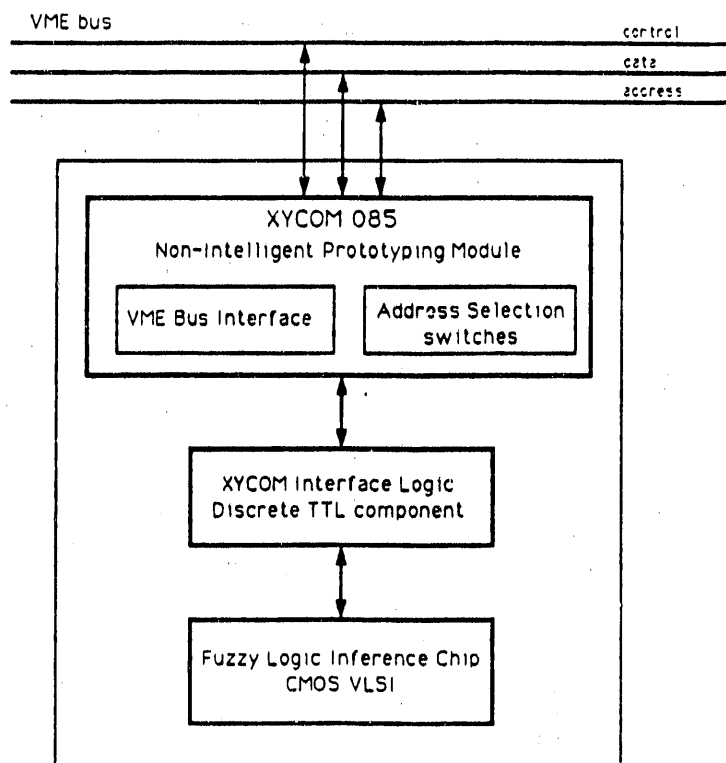 VME bus
control
data
address
XYCOM 085
Non-Intelligent Prototyping Module
VME Bus Interface
Address Selection
switches
XYCOM Interface Logic
Discrete TTL component
Fuzzy Logic Inference Chip
CMOS VLSI